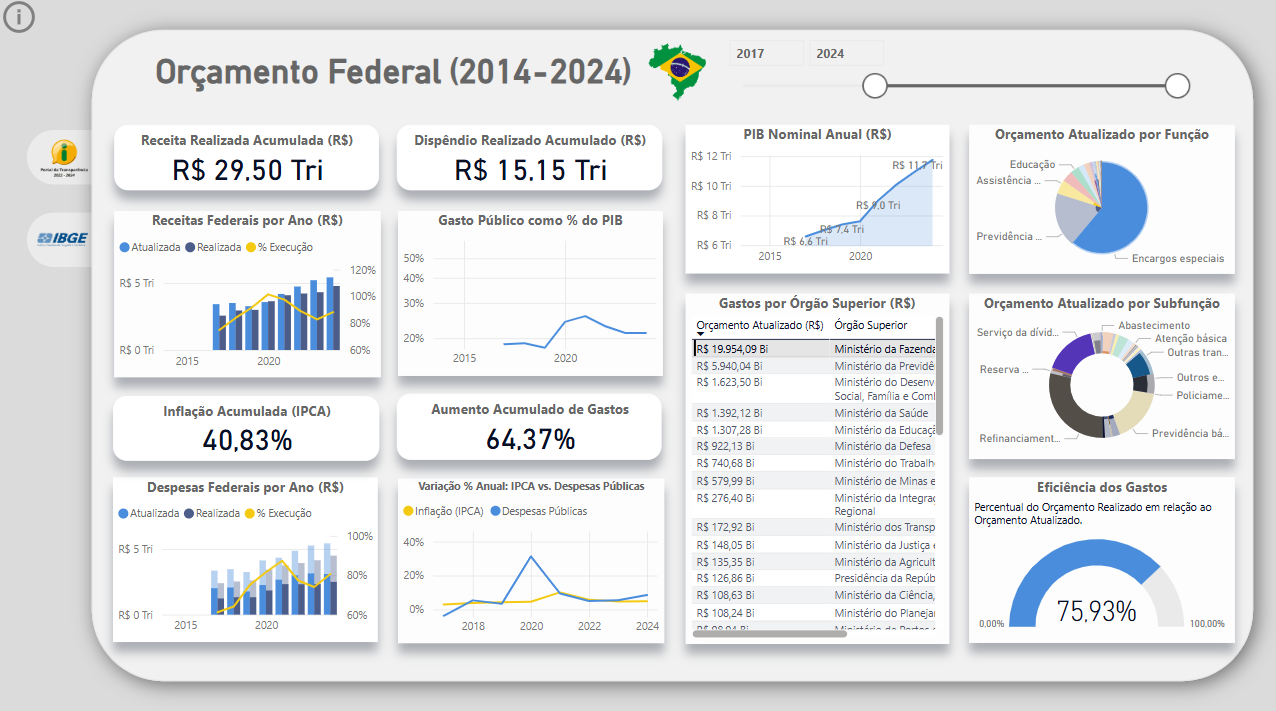 Orçamento Federal (2014-2024)
2017
2024
Portal da Transparência
2022 - 2024
IBGE
Receita Realizada Acumulada (R$)
R$ 29,50 Tri
Dispêndio Realizado Acumulado (R$)
R$ 15,15 Tri
Receitas Federais por Ano (R$)
Atualizada Realizada % Execução
120%
R$ 5 Tri
100%
80%
R$ 0 Tri
60%
2015 2020
Gasto Público como % do PIB
50%
40%
30%
20%
2015 2020
Inflação Acumulada (IPCA)
40,83%
Aumento Acumulado de Gastos
64,37%
Despesas Federais por Ano (R$)
Atualizada Realizada % Execução
100%
R$ 5 Tri
80%
R$ 0 Tri
60%
2015 2020
Variação % Anual: IPCA vs. Despesas Públicas
Inflação (IPCA) Despesas Públicas
40%
20%
0%
2018 2020 2022 2024
PIB Nominal Anual (R$)
R$ 12 Tri
R$ 11,7 Tri
R$ 10 Tri
R$ 9,0 Tri
R$ 8 Tri
R$ 7,4 Tri
R$ 6,6 Tri
R$ 6 Tri
2015 2020
Gastos por Órgão Superior (R$)
Orçamento Atualizado (R$) Órgão Superior
R$ 19.954,09 Bi Ministério da Fazenda
R$ 5.940,04 Bi Ministério da Previdê
R$ 1.623,50 Bi Ministério do Desenv
Social, Família e Comb
R$ 1.392,12 Bi Ministério da Saúde
R$ 1.307,28 Bi Ministério da Educaçã
R$ 922,13 Bi Ministério da Defesa
R$ 740,68 Bi Ministério do Trabalh
R$ 579,99 Bi Ministério de Minas e
R$ 276,40 Bi Ministério da Integraç
Regional
R$ 172,92 Bi Ministério dos Transp
R$ 148,05 Bi Ministério da Justiça e
R$ 135,35 Bi Ministério da Agricult
R$ 126,86 Bi Presidência da Repúb
R$ 108,63 Bi Ministério da Ciência,
R$ 108,24 Bi Ministério do Planejar
Orçamento Atualizado por Função
Educação
Assistência ...
Previdência ...
Encargos especiais
Orçamento Atualizado por Subfunção
Serviço da dívid...
Abastecimento
Atenção básica
Outras tran...
Reserva ...
Outros e...
Policiame...
Refinanciament...
Previdência bá...
Eficiência dos Gastos
Percentual do Orçamento Realizado em relação ao
Orçamento Atualizado.
75,93%
0,00%
100,00%